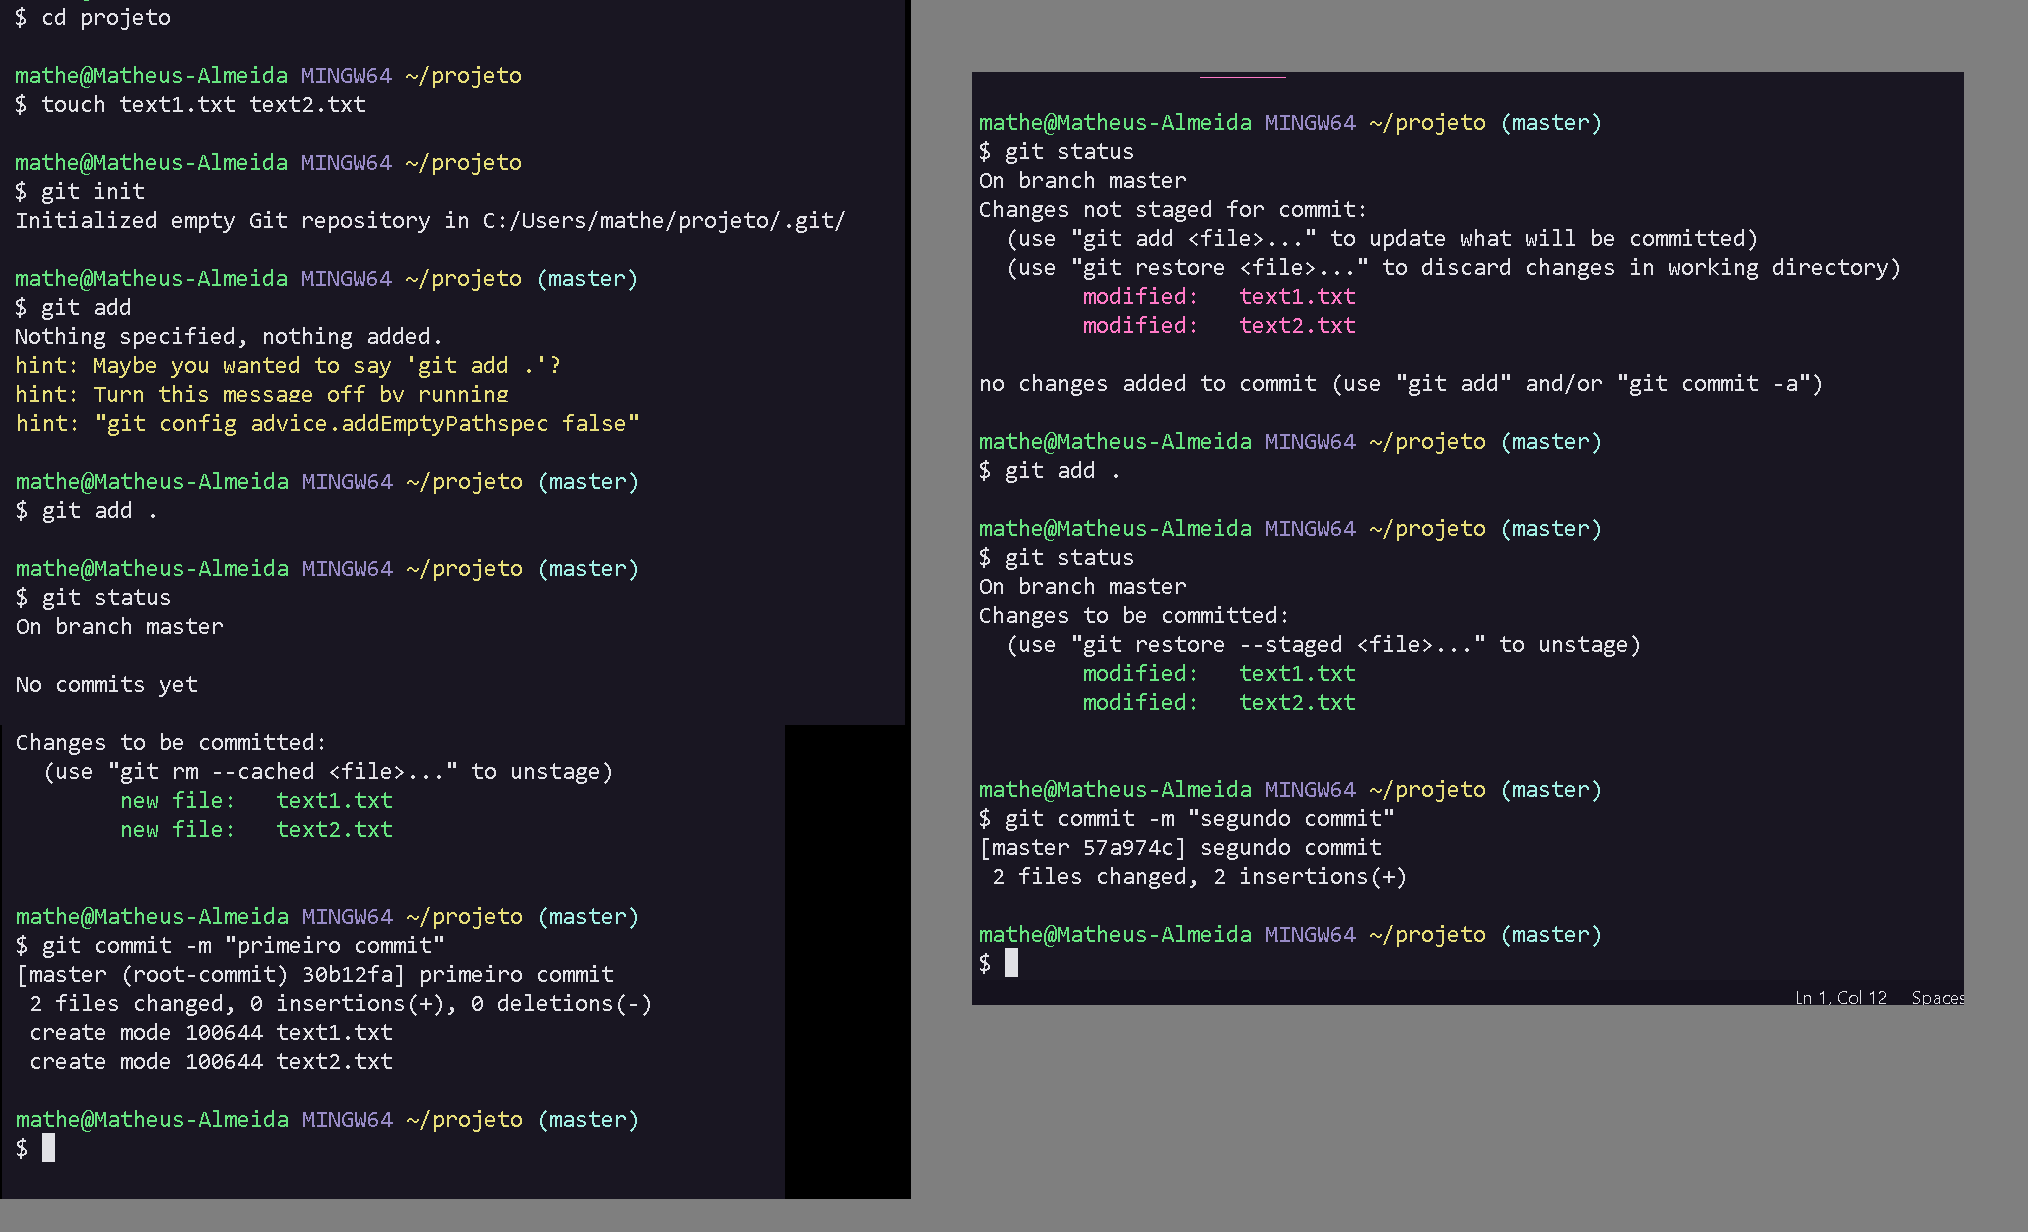 $ cd projeto
mathe@Matheus-Almeida MINGW64 ~/projeto
$ touch text1.txt text2.txt
mathe@Matheus-Almeida MINGW64 ~/projeto
$ git init
Initialized empty Git repository in C:/Users/mathe/projeto/.git/
mathe@Matheus-Almeida MINGW64 ~/projeto (master)
$ git add
Nothing specified, nothing added.
hint: Maybe you wanted to say 'git add .'?
hint: Turn this message off by running
hint: "git config advice.addEmptyPathspec false"
mathe@Matheus-Almeida MINGW64 ~/projeto (master)
$ git add .
mathe@Matheus-Almeida MINGW64 ~/projeto (master)
$ git status
On branch master
No commits yet
Changes to be committed:
  (use "git rm --cached <file>..." to unstage)
        new file:   text1.txt
        new file:   text2.txt
mathe@Matheus-Almeida MINGW64 ~/projeto (master)
$ git commit -m "primeiro commit"
[master (root-commit) 30b12fa] primeiro commit
 2 files changed, 0 insertions(+), 0 deletions(-)
 create mode 100644 text1.txt
 create mode 100644 text2.txt
mathe@Matheus-Almeida MINGW64 ~/projeto (master)
$
mathe@Matheus-Almeida MINGW64 ~/projeto (master)
$ git status
On branch master
Changes not staged for commit:
  (use "git add <file>..." to update what will be committed)
  (use "git restore <file>..." to discard changes in working directory)
        modified:   text1.txt
        modified:   text2.txt
no changes added to commit (use "git add" and/or "git commit -a")
mathe@Matheus-Almeida MINGW64 ~/projeto (master)
$ git add .
mathe@Matheus-Almeida MINGW64 ~/projeto (master)
$ git status
On branch master
Changes to be committed:
  (use "git restore --staged <file>..." to unstage)
        modified:   text1.txt
        modified:   text2.txt
mathe@Matheus-Almeida MINGW64 ~/projeto (master)
$ git commit -m "segundo commit"
[master 57a974c] segundo commit
 2 files changed, 2 insertions(+)
mathe@Matheus-Almeida MINGW64 ~/projeto (master)
$
Ln 1, Col 12 Spaces